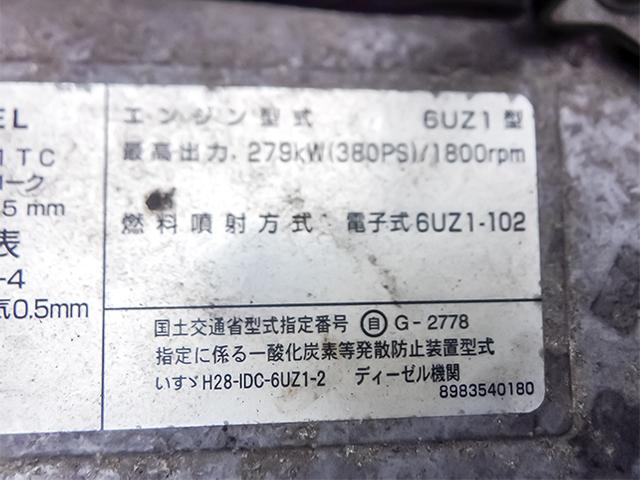 EL
エンジン型式 6UZ1型
1TC
最高出力 279kW(380PS)/1800rpm
ローク
.5mm
燃料噴射方式 電子式6UZ1-102
表
-4
気0.5mm
国土交通省型式指定番号 自 G-2778
指定に係る一酸化炭素等発散防止装置型式
いすゞH28-IDC-6UZ1-2 ディーゼル機関
8983540180